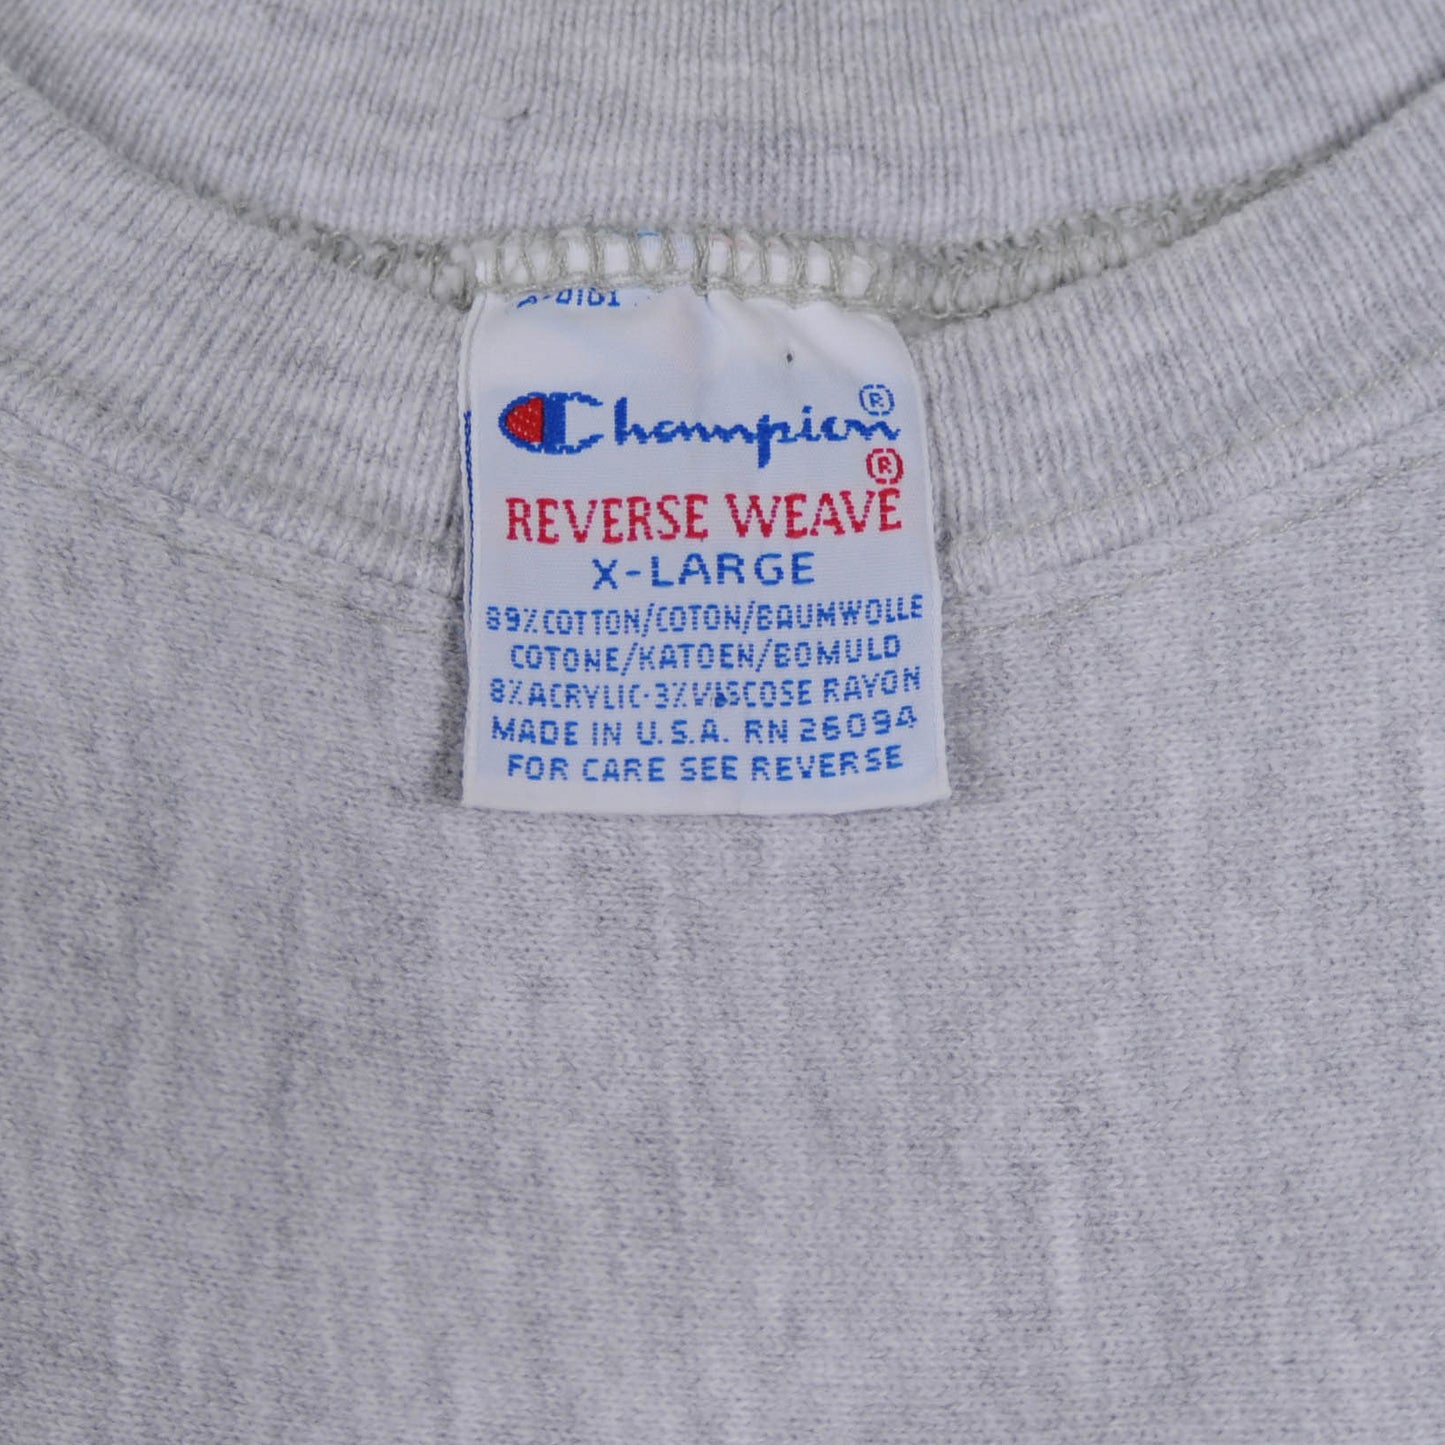 Champion®
REVERSE WEAVE®
X-LARGE
89% COTTON/COTON/BAUMWOLLE
COTONE/KATOEN/BOMULD
8% ACRYLIC-3% VISCOSE RAYON
MADE IN U.S.A. RN 26094
FOR CARE SEE REVERSE